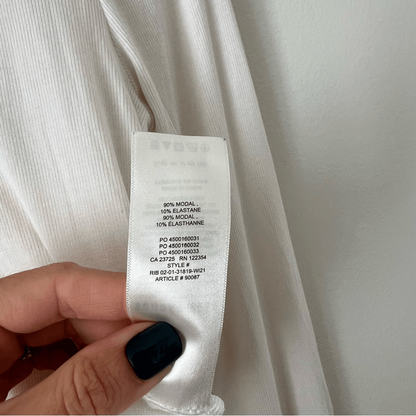 90% MODAL,
10% ELASTANE
90% MODAL,
10% ÉLASTHANNE
PO 4500160031
PO 4500160032
PO 4500160033
CA 23725 RN 122354
STYLE #
RIB 02-01-31819-WI21
ARTICLE # 90087